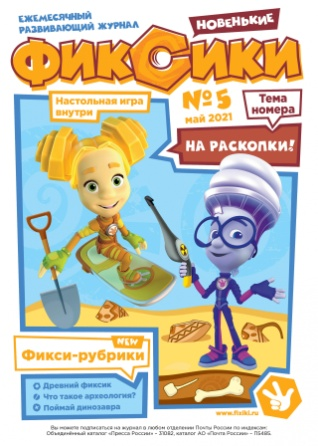 ЕЖЕМЕСЯЧНЫЙ
РАЗВИВАЮЩИЙ ЖУРНАЛ
НОВЕНЬКИЕ
ФИКСИКИ
Настольная игра
внутри
№5
май 2021
Тема
номера
НА РАСКОПКИ!
NEW
Фикси-рубрики
Древний фиксик
Что такое археология?
Поймай динозавра
www.fixiki.ru
Вы можете подписаться на журнал в любом отделении Почты России по индексам:
Объединённый каталог «Пресса России» – 31082, каталог АО «Почта России» – П5485.